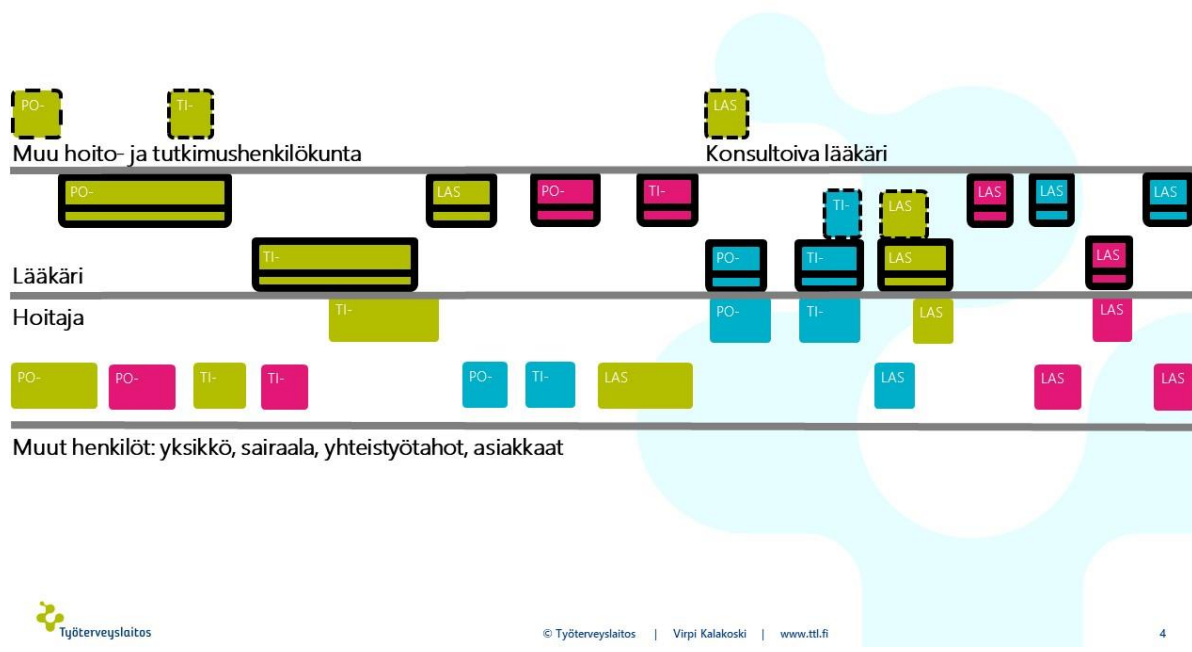 PO-
TI-
LAS
Muu hoito- ja tutkimushenkilökunta
Konsultoiva lääkäri
PO-
LAS
PO-
TI-
LAS
LAS
LAS
TI-
LAS
TI-
PO-
TI-
LAS
LAS
Lääkäri
Hoitaja
TI-
PO-
TI-
LAS
LAS
PO-
PO-
TI-
TI-
PO-
TI-
LAS
LAS
LAS
LAS
Muut henkilöt: yksikkö, sairaala, yhteistyötahot, asiakkaat
Työterveyslaitos
© Työterveyslaitos | Virpi Kalakoski | www.ttl.fi
4